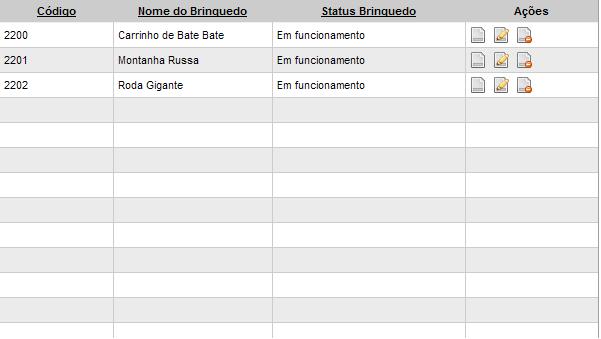 Código Nome do Brinquedo Status Brinquedo Ações
2200 Carrinho de Bate Bate Em funcionamento
2201 Montanha Russa Em funcionamento
2202 Roda Gigante Em funcionamento